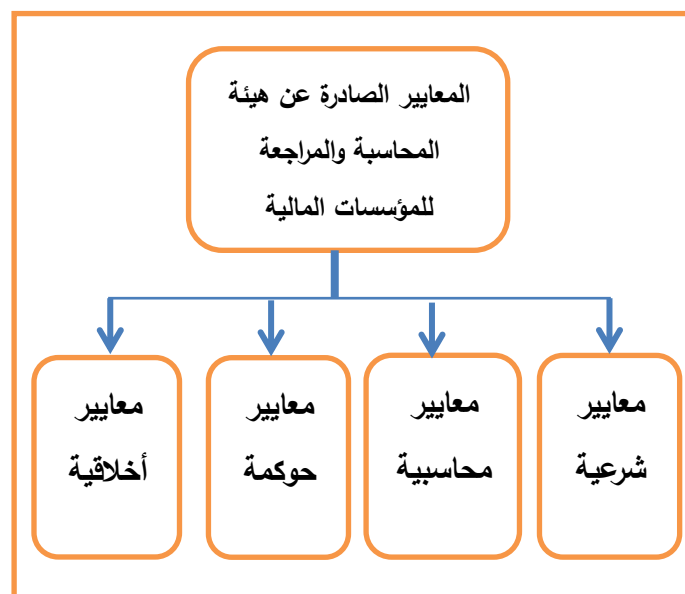 المعايير الصادرة عن هيئة
المحاسبة والمراجعة
للمؤسسات المالية
معايير
شرعية
معايير
محاسبية
معايير
حوكمة
معايير
أخلاقية